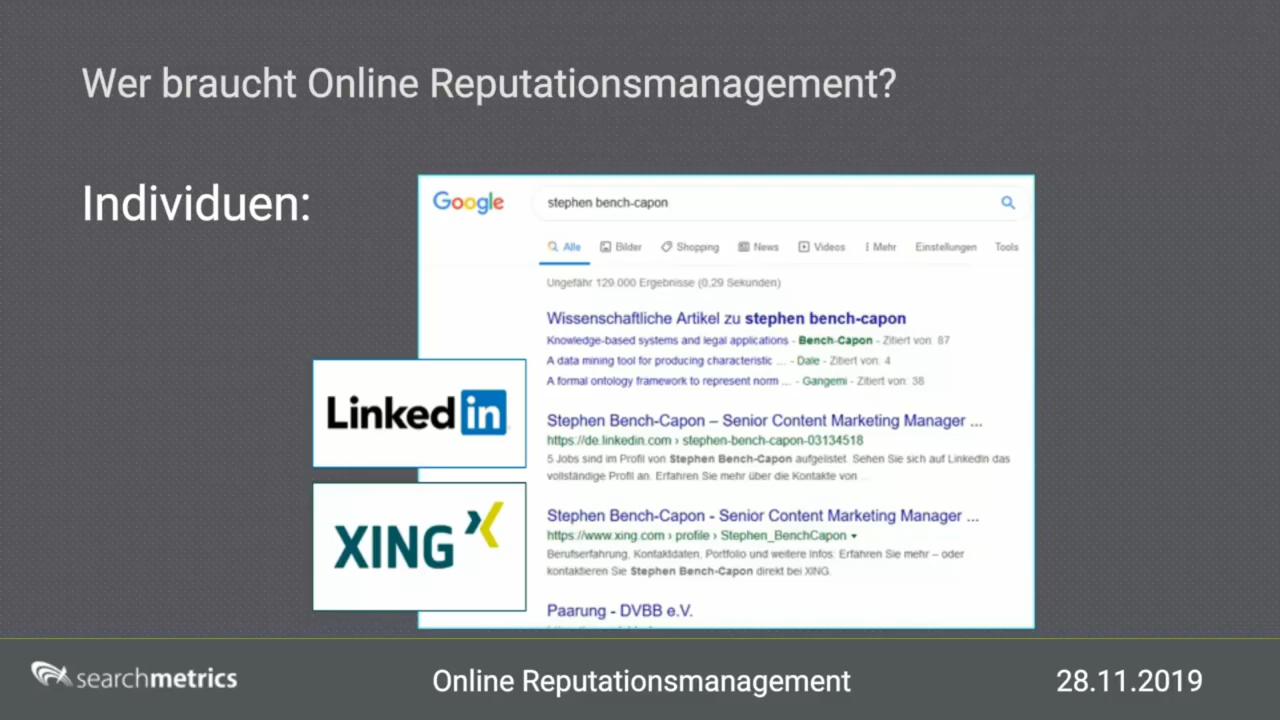 Wer braucht Online Reputationsmanagement?
Individuen:
Google
stephen bench-capon
Alle Bilder Shopping News Videos Mehr Einstellungen Tools
Ungefähr 129.000 Ergebnisse (0,29 Sekunden)
Wissenschaftliche Artikel zu stephen bench-capon
Knowledge-based systems and legal applications - Bench-Capon - Zitiert von: 87
A data mining tool for producing characteristic ... - Dale - Zitiert von: 4
A formal ontology framework to represent norm ... - Gangemi - Zitiert von: 38
Stephen Bench-Capon – Senior Content Marketing Manager ...
https://de.linkedin.com › stephen-bench-capon-03134518
5 Jobs sind im Profil von Stephen Bench-Capon aufgelistet. Sehen Sie sich auf LinkedIn das
vollständige Profil an. Erfahren Sie mehr über die Kontakte von ...
Stephen Bench-Capon - Senior Content Marketing Manager ...
https://www.xing.com › profile › Stephen_BenchCapon
Berufserfahrung, Kontaktdaten, Portfolio und weitere Infos: Erfahren Sie mehr – oder
kontaktieren Sie Stephen Bench-Capon direkt bei XING.
Paarung - DVBB e.V.
Linked in
XING
searchmetrics
Online Reputationsmanagement
28.11.2019